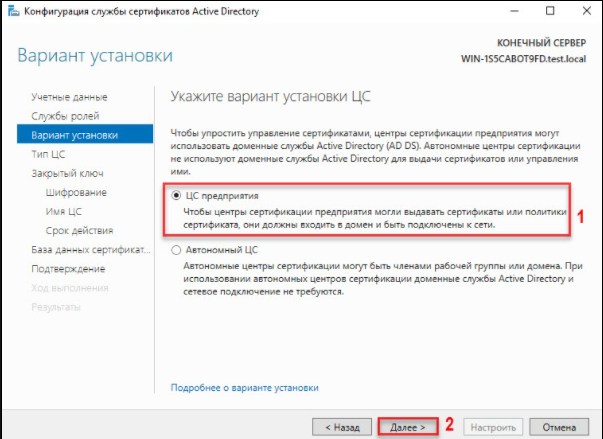 Конфигурация службы сертификатов Active Directory
Вариант установки
КОНЕЧНЫЙ СЕРВЕР
WIN-1S5CABOT9FD.test.local
Учетные данные
Службы ролей
Вариант установки
Тип ЦС
Закрытый ключ
Шифрование
Имя ЦС
Срок действия
База данных сертификат...
Подтверждение
Ход выполнения
Результаты
Укажите вариант установки ЦС
Чтобы упростить управление сертификатами, центры сертификации предприятия могут
использовать доменные службы Active Directory (AD DS). Автономные центры сертификации
не используют доменные службы Active Directory для выдачи сертификатов или управления
ими.
ЦС предприятия
Чтобы центры сертификации предприятия могли выдавать сертификаты или политики
сертификата, они должны входить в домен и быть подключены к сети.
1
Автономный ЦС
Автономные центры сертификации могут быть членами рабочей группы или домена. При
использовании автономных центров сертификации доменные службы Active Directory и
сетевое подключение не требуются.
Подробнее о варианте установки
< Назад
Далее >
2
Настроить
Отмена